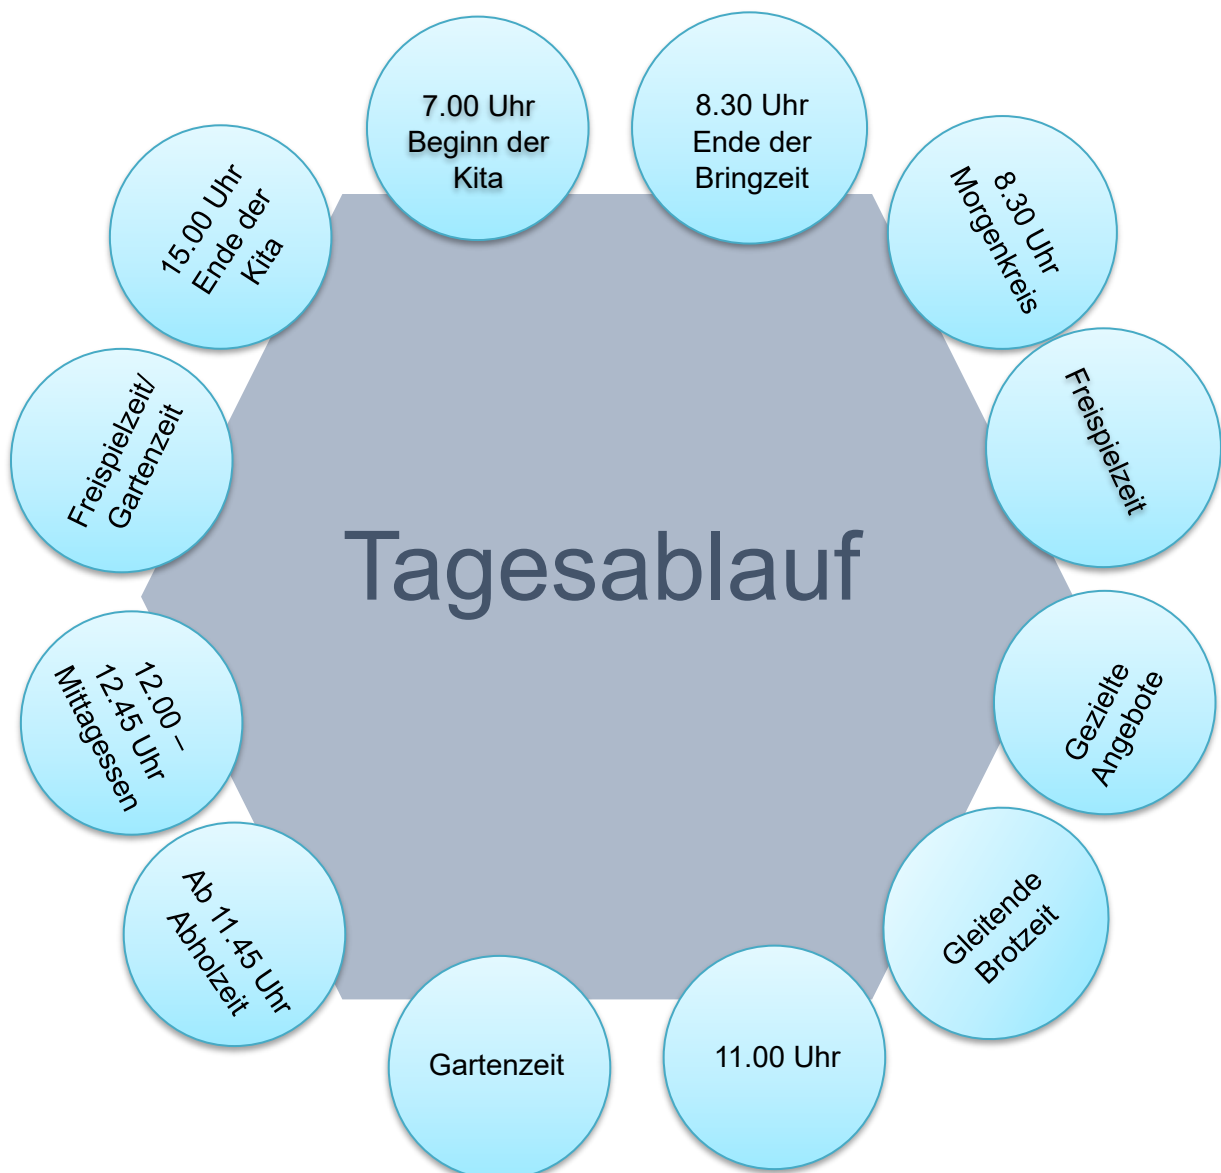 7.00 Uhr
Beginn der
Kita
8.30 Uhr
Ende der
Bringzeit
8.30 Uhr
Morgenkreis
Freispielzeit
Gezielte
Angebote
Gleitende
Brotzeit
11.00 Uhr
Gartenzeit
Ab 11.45 Uhr
Abholzeit
12.00 –
12.45 Uhr
Mittagessen
Freispielzeit/
Gartenzeit
15.00 Uhr
Ende der
Kita
Tagesablauf